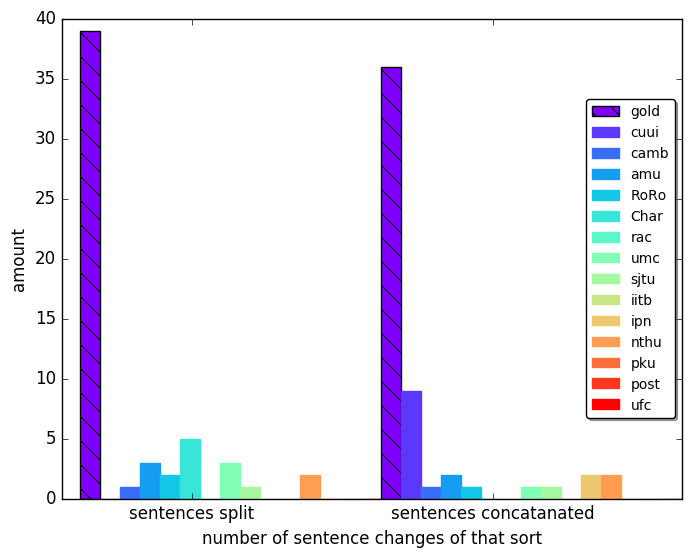 40
35
30
25
20
15
10
5
0
amount
sentences split
sentences concatanated
number of sentence changes of that sort
gold
cuui
camb
amu
RoRo
Char
rac
umc
sjtu
iitb
ipn
nthu
pku
post
ufc